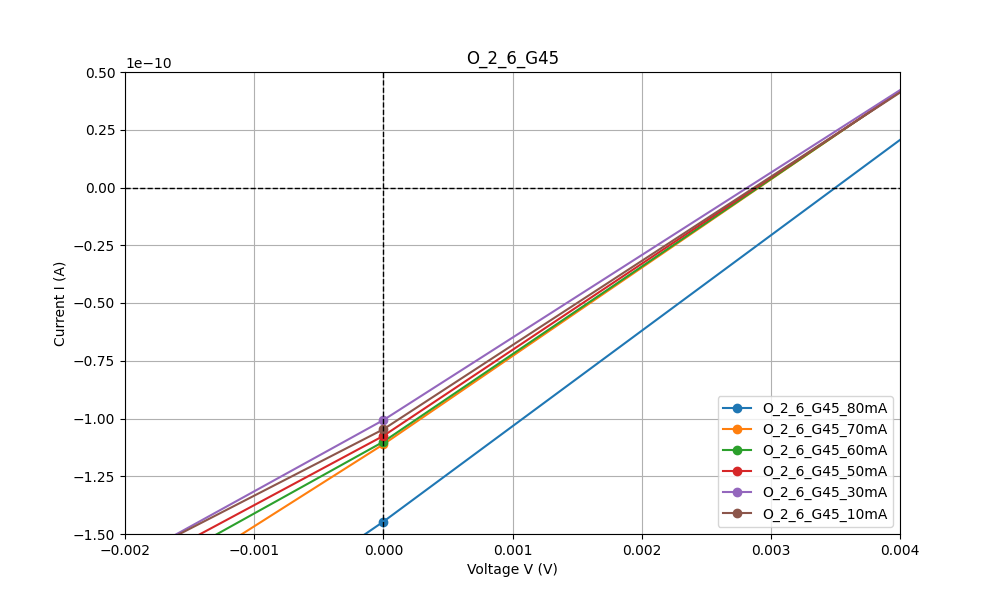 O_2_6_G45
1e−10
0.50
0.25
0.00
−0.25
−0.50
−0.75
−1.00
−1.25
−1.50
Current I (A)
−0.002 −0.001 0.000 0.001 0.002 0.003 0.004
Voltage V (V)
O_2_6_G45_80mA
O_2_6_G45_70mA
O_2_6_G45_60mA
O_2_6_G45_50mA
O_2_6_G45_30mA
O_2_6_G45_10mA